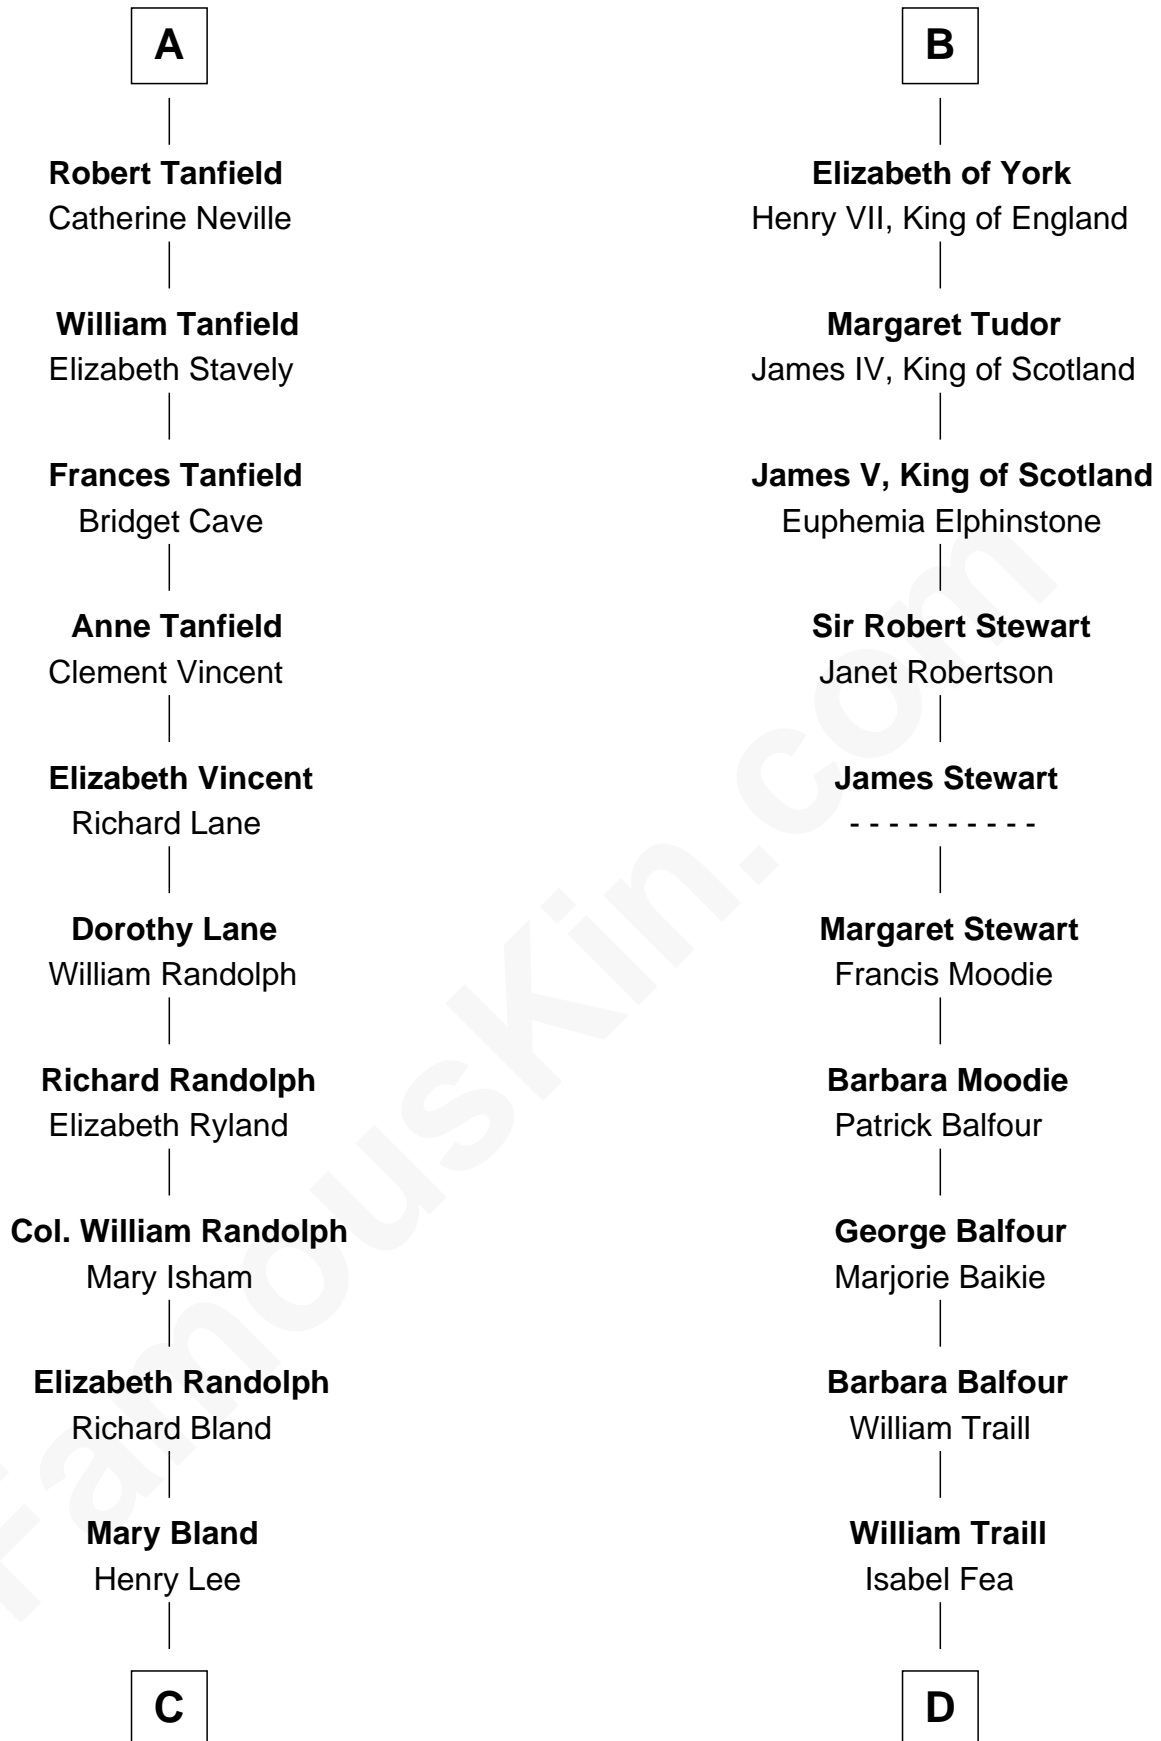 A
Robert Tanfield
Catherine Neville
William Tanfield
Elizabeth Stavely
Frances Tanfield
Bridget Cave
Anne Tanfield
Clement Vincent
Elizabeth Vincent
Richard Lane
Dorothy Lane
William Randolph
Richard Randolph
Elizabeth Ryland
Col. William Randolph
Mary Isham
Elizabeth Randolph
Richard Bland
Mary Bland
Henry Lee
C
B
Elizabeth of York
Henry VII, King of England
Margaret Tudor
James IV, King of Scotland
James V, King of Scotland
Euphemia Elphinstone
Sir Robert Stewart
Janet Robertson
James Stewart
- - - - - - - - - -
Margaret Stewart
Francis Moodie
Barbara Moodie
Patrick Balfour
George Balfour
Marjorie Baikie
Barbara Balfour
William Traill
William Traill
Isabel Fea
D
FamousKin.com